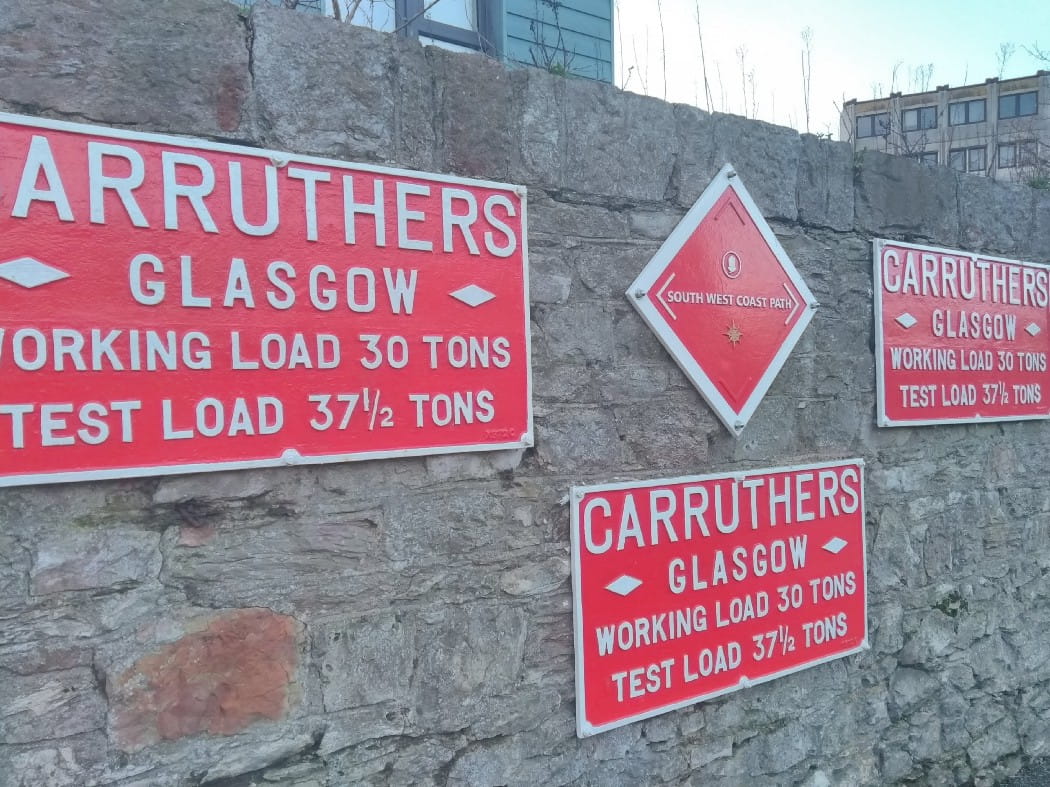 ARRUTHERS
GLASGOW
WORKING LOAD 30 TONS
TEST LOAD 37½ TONS
SOUTH WEST COAST PATH
CARRUTHERS
GLASGOW
WORKING LOAD 30 TONS
TEST LOAD 37½ TONS
CARRUTHERS
GLASGOW
WORKING LOAD 30 TONS
TEST LOAD 37½ TONS